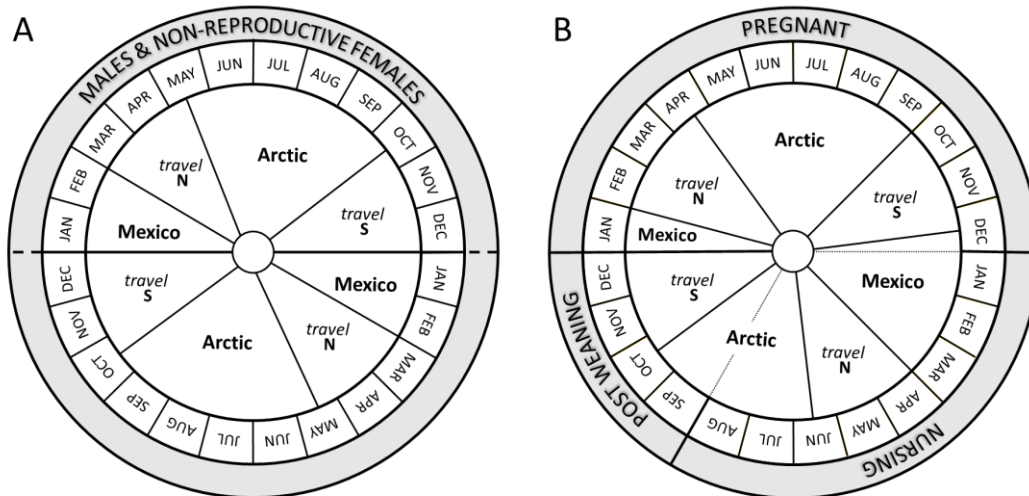 A
MALES & NON-REPRODUCTIVE FEMALES
JAN
FEB
MAR
APR
MAY
JUN
JUL
AUG
SEP
OCT
NOV
DEC
Mexico
travel
N
Arctic
travel
S
JAN
FEB
MAR
APR
MAY
JUN
JUL
AUG
SEP
OCT
NOV
DEC
Mexico
travel
N
Arctic
travel
S
B
PREGNANT
JAN
FEB
MAR
APR
MAY
JUN
JUL
AUG
SEP
OCT
NOV
DEC
Mexico
travel
N
Arctic
travel
S
NURSING
JAN
FEB
MAR
APR
MAY
JUN
JUL
AUG
POST WEANING
SEP
OCT
NOV
DEC
Mexico
travel
N
Arctic
travel
S